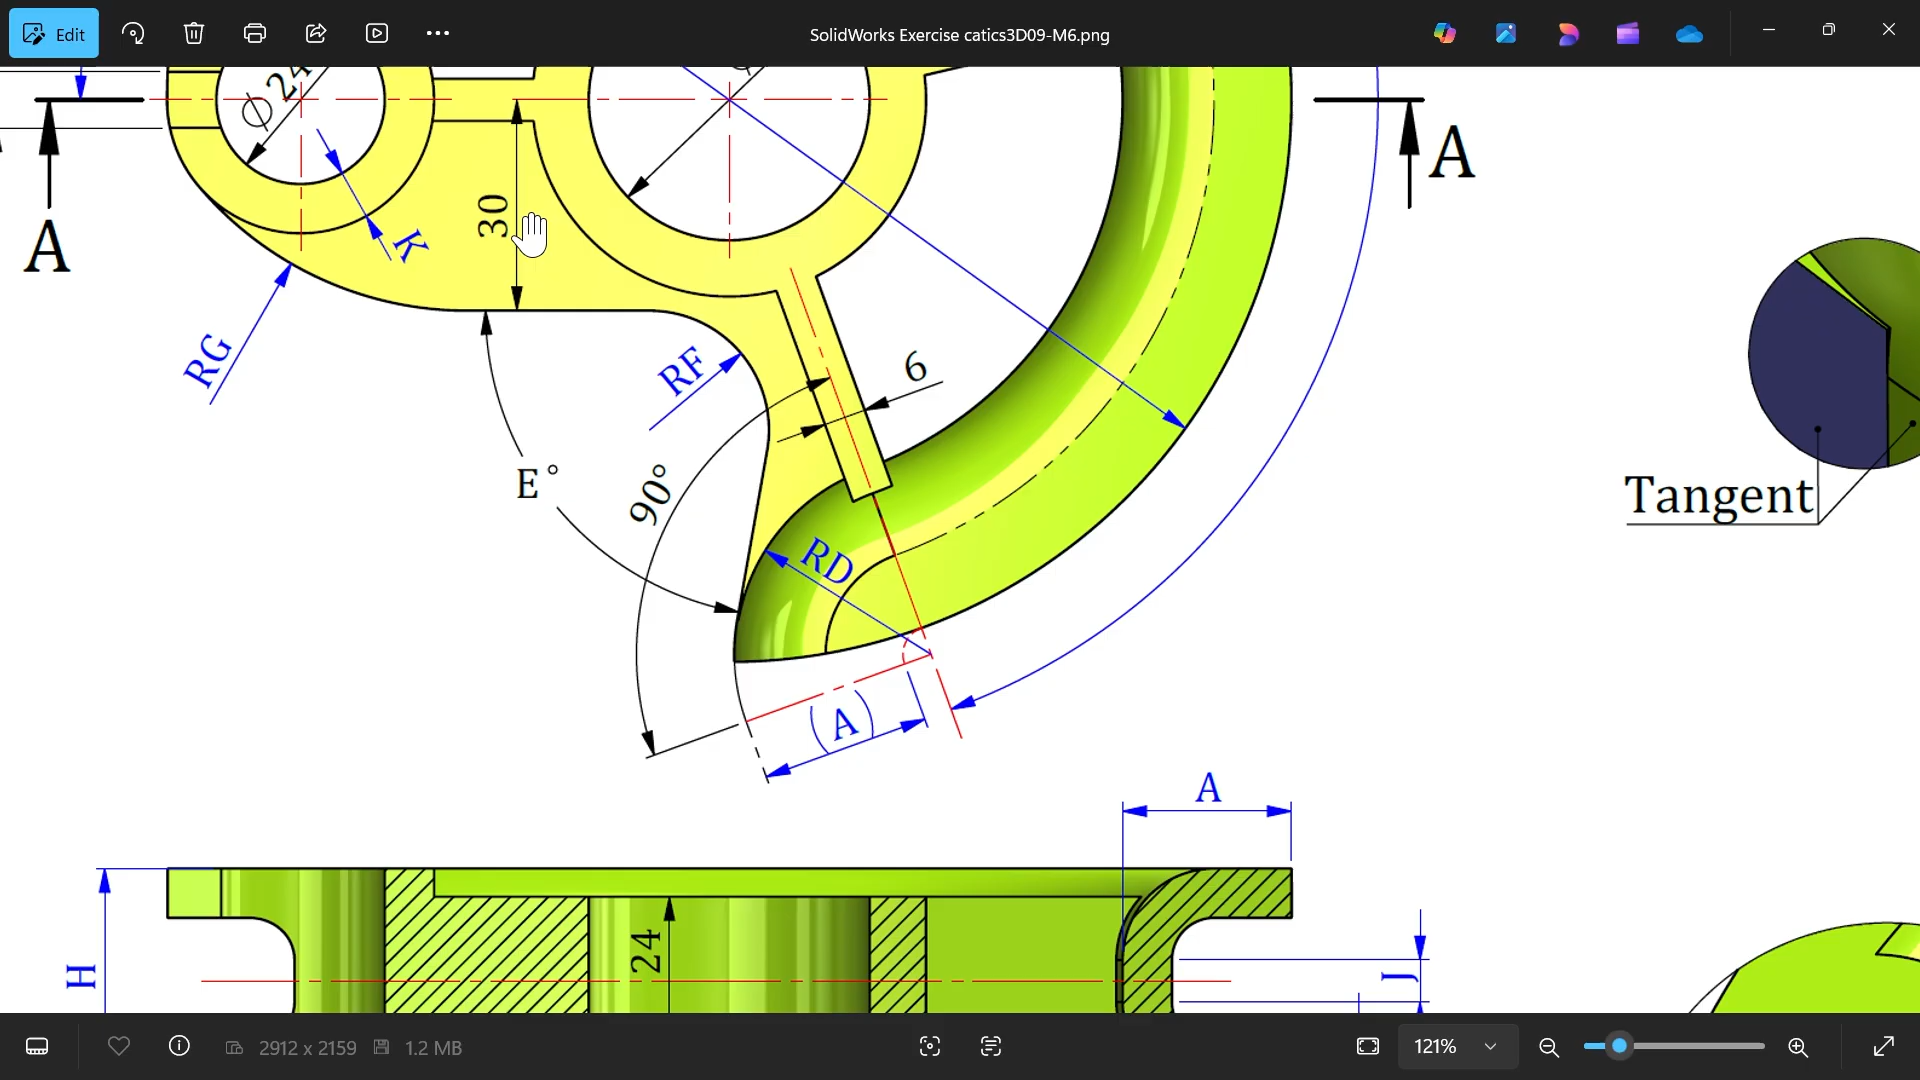 Edit
SolidWorks Exercise catics3D09-M6.png
∅ 24
A
A
30
K
RG
RF
6
E°
90°
RD
Tangent
(A)
A
H
24
J
2912 x 2159
1.2 MB
121%